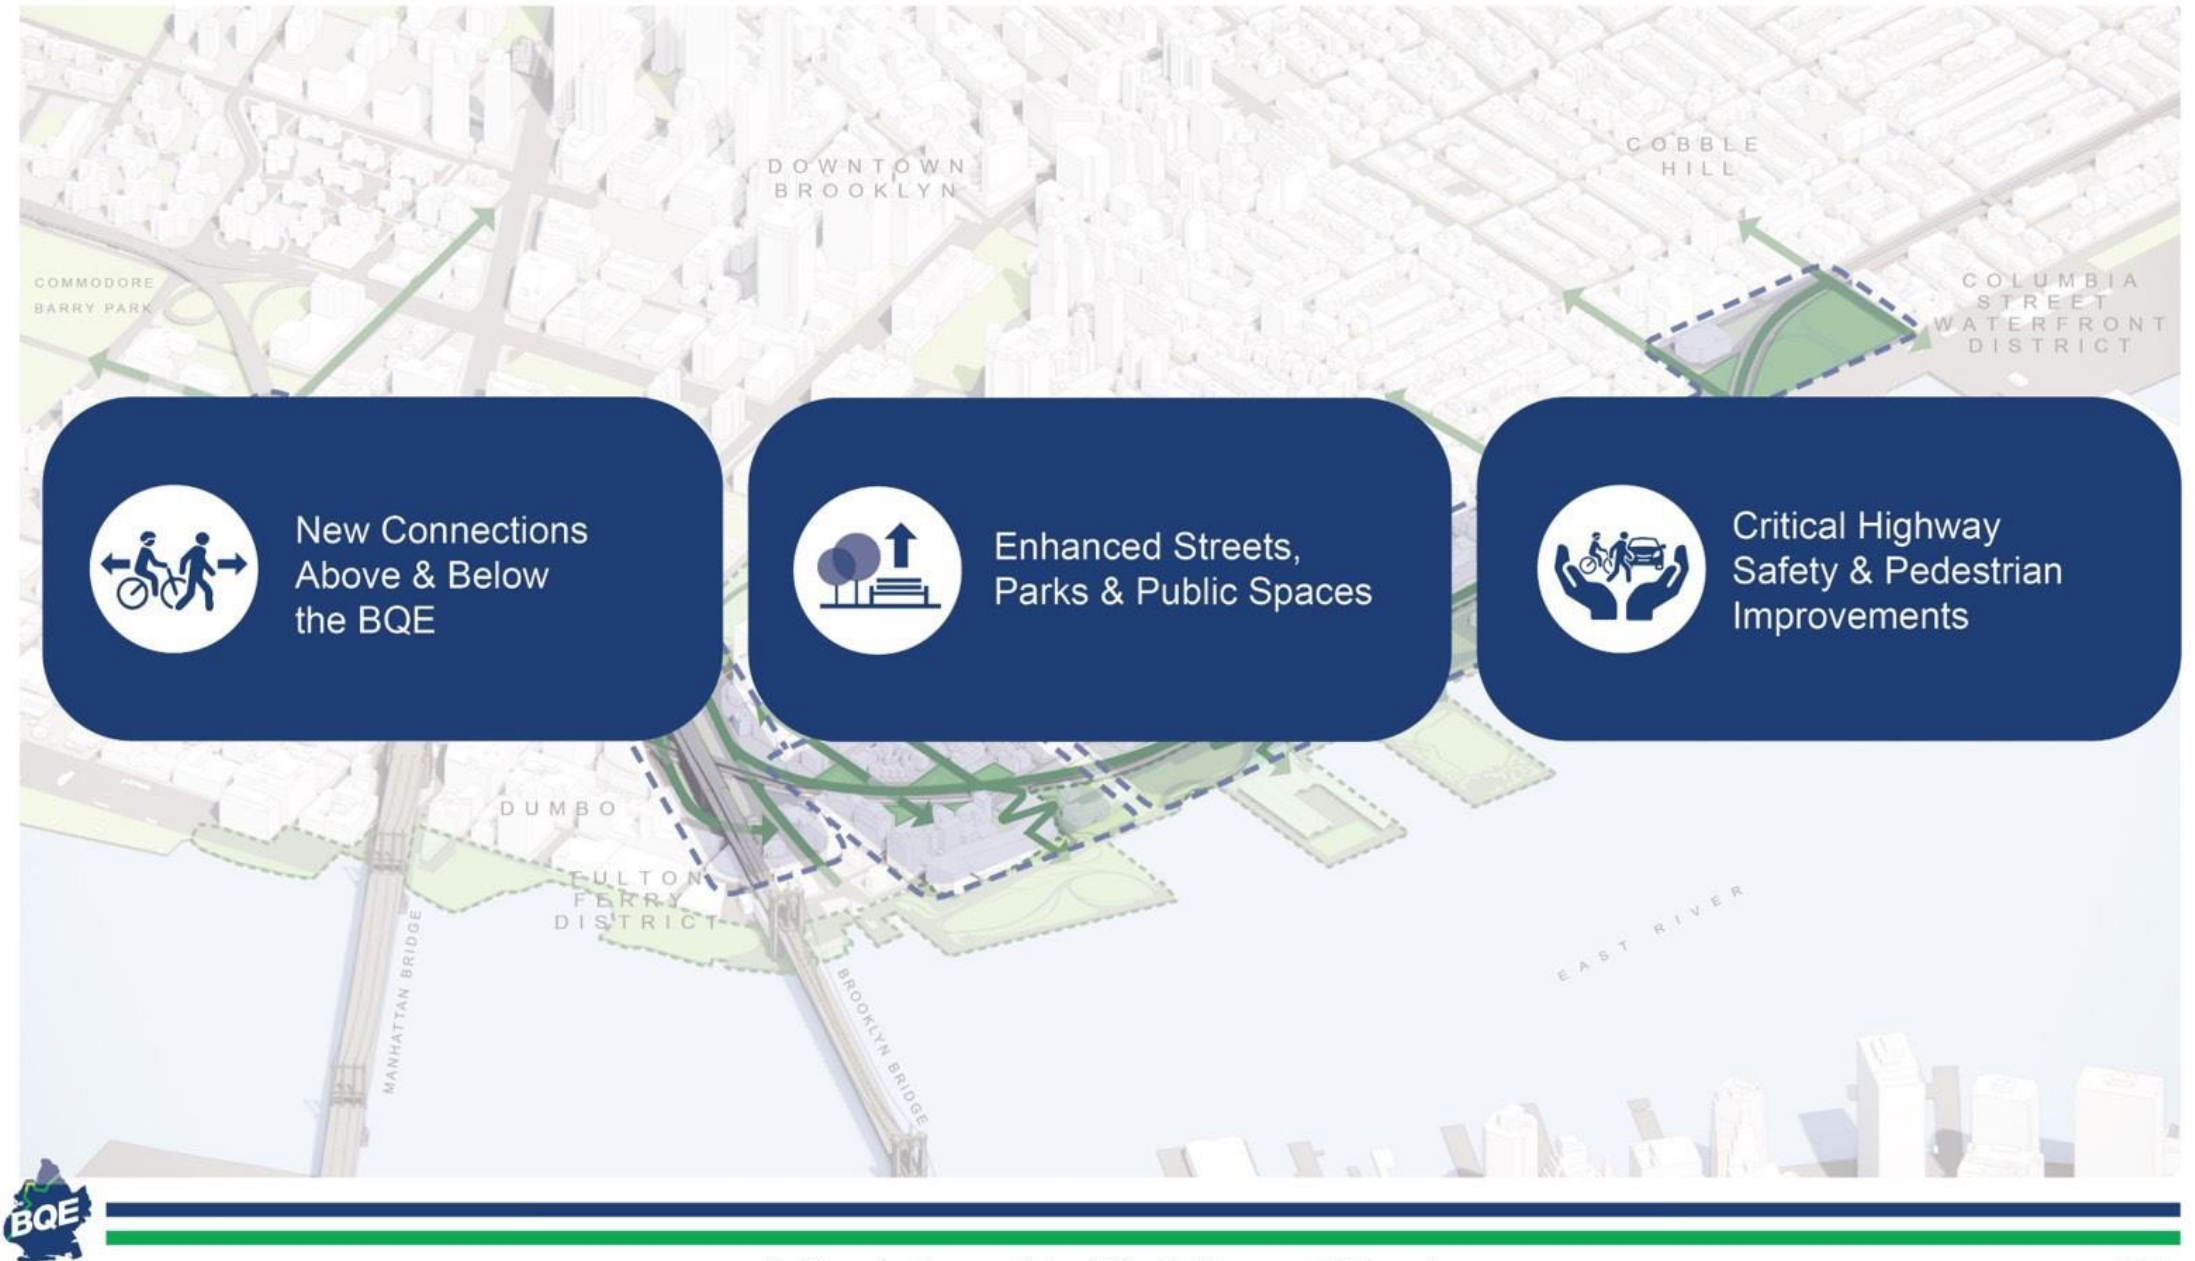 DOWNTOWN
BROOKLYN
COBBLE
HILL
COMMODORE
BARRY PARK
COLUMBIA
STREET
WATERFRONT
DISTRICT
New Connections
Above & Below
the BQE
Enhanced Streets,
Parks & Public Spaces
Critical Highway
Safety & Pedestrian
Improvements
DUMBO
FULTON
FERRY
DISTRICT
MANHATTAN BRIDGE
BROOKLYN BRIDGE
EAST RIVER
BQE